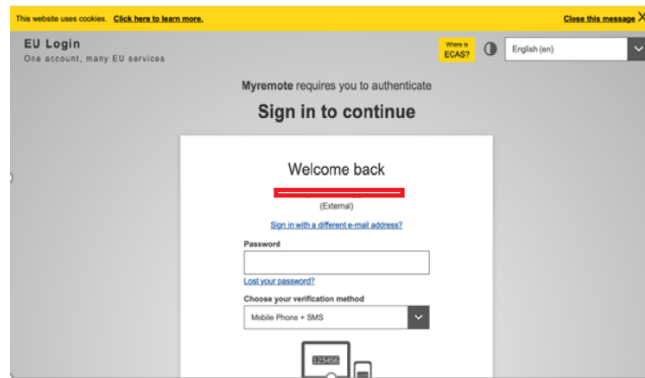 This website uses cookies. Click here to learn more. Close this message X
EU Login
One account, many EU services
Where is
ECAS?
English (en)
Myremote requires you to authenticate
Sign in to continue
Welcome back
(External)
Sign in with a different e-mail address?
Password
Lost your password?
Choose your verification method
Mobile Phone + SMS
123456